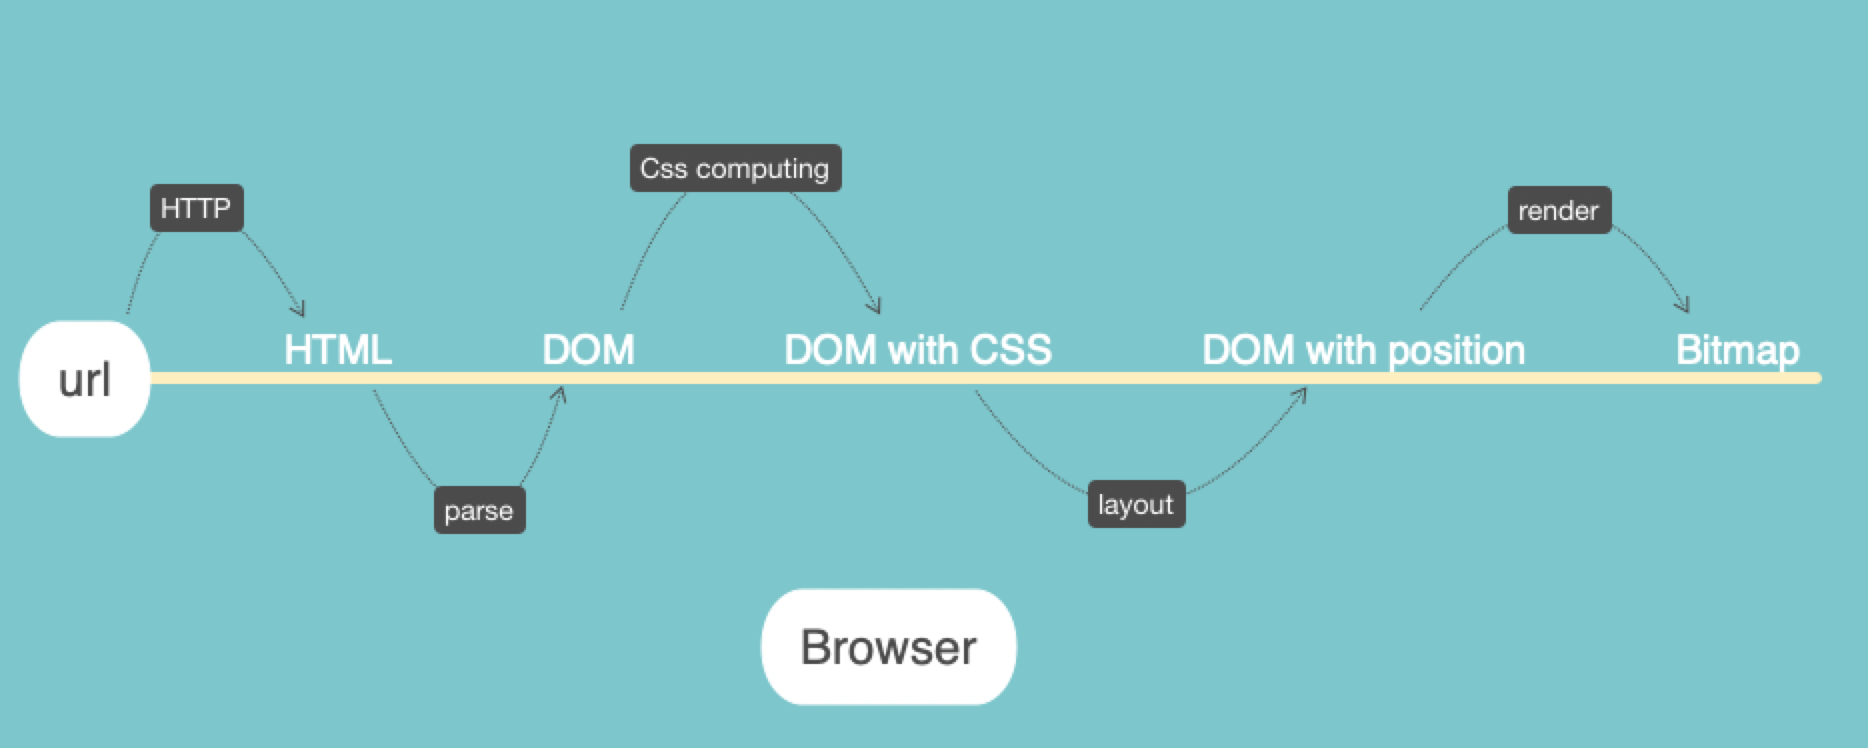 Css computing
HTTP
render
HTML
DOM
DOM with CSS
DOM with position
Bitmap
url
parse
layout
Browser